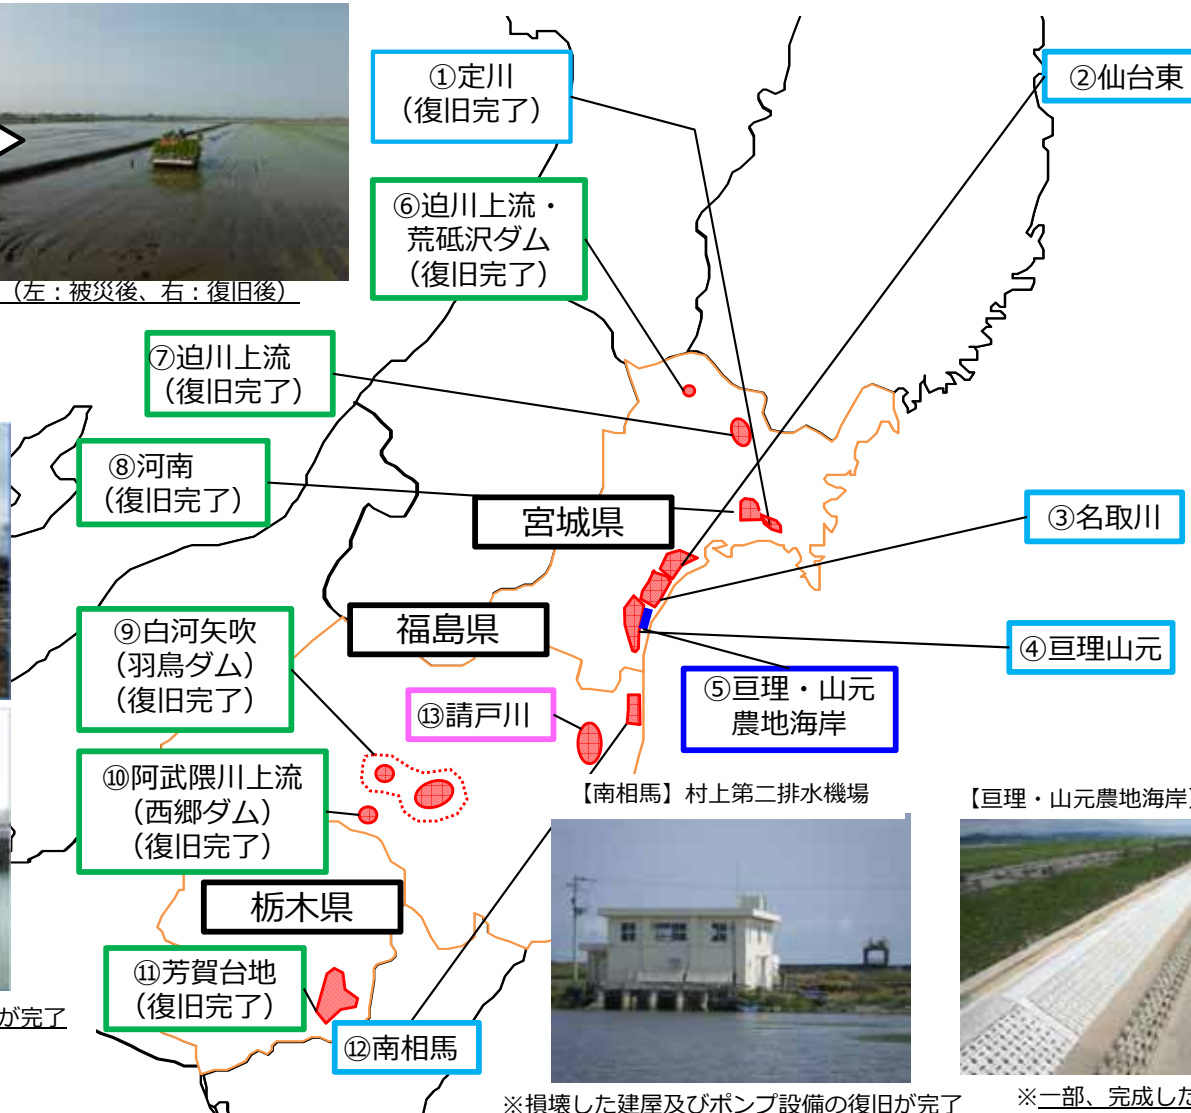 ①定川
（復旧完了）
②仙台東
⑥迫川上流・
荒砥沢ダム
（復旧完了）
（左：被災後、右：復旧後）
⑦迫川上流
（復旧完了）
⑧河南
（復旧完了）
宮城県
③名取川
⑨白河矢吹
（羽鳥ダム）
（復旧完了）
福島県
④亘理山元
⑤亘理・山元
農地海岸
⑬請戸川
⑩阿武隈川上流
（西郷ダム）
（復旧完了）
【南相馬】村上第二排水機場
【亘理・山元農地海岸】
栃木県
⑪芳賀台地
（復旧完了）
が完了
⑫南相馬
※損壊した建屋及びポンプ設備の復旧が完了
※一部、完成した